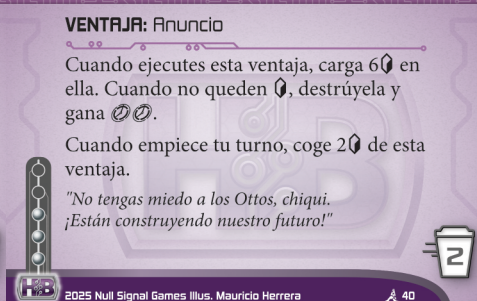 VENTAJA: Anuncio
Cuando ejecutes esta ventaja, carga 6 en
ella. Cuando no queden , destrúyela y
gana .
Cuando empiece tu turno, coge 2 de esta
ventaja.
"No tengas miedo a los Ottos, chiqui.
¡Están construyendo nuestro futuro!"
2
HB
2025 Null Signal Games Illus. Mauricio Herrera
40